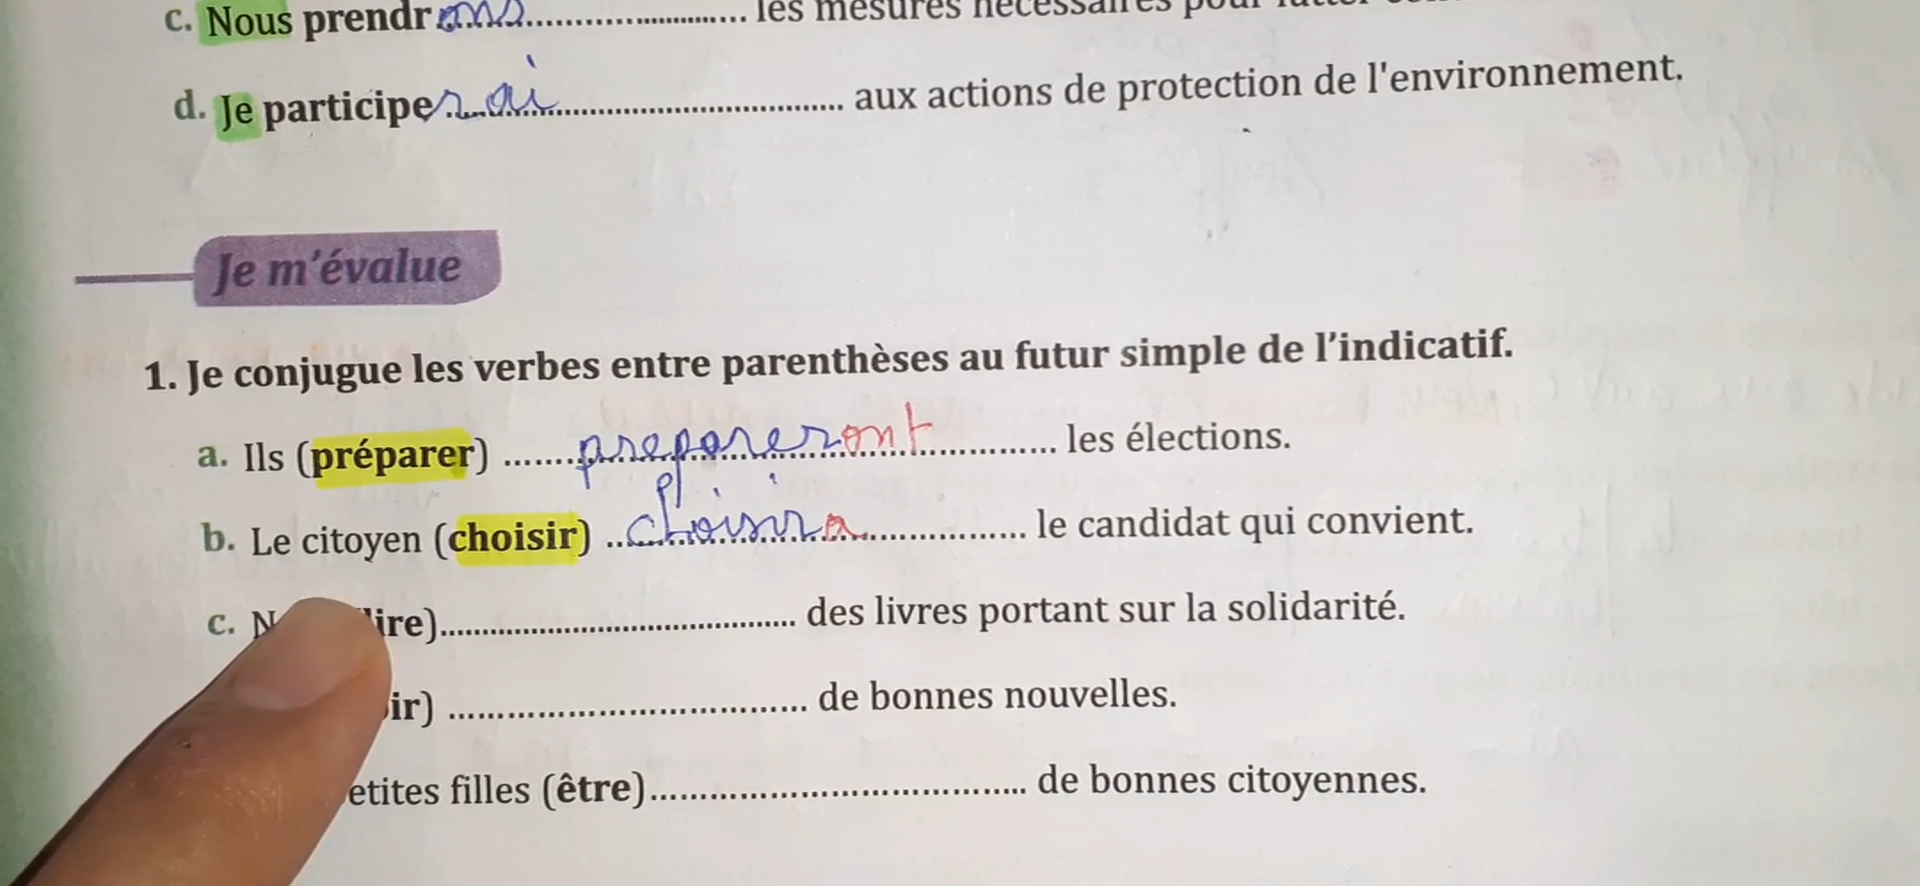 c. Nous prendrons........................... les mesures nécessaires pour
d. Je participerai.............................. aux actions de protection de l'environnement.
Je m'évalue
1. Je conjugue les verbes entre parenthèses au futur simple de l'indicatif.
a. Ils (préparer) .......prepareront............ les élections.
b. Le citoyen (choisir) ..choisira................ le candidat qui convient.
c. N lire)........................................ des livres portant sur la solidarité.
ir) ........................................ de bonnes nouvelles.
etites filles (être)........................................ de bonnes citoyennes.